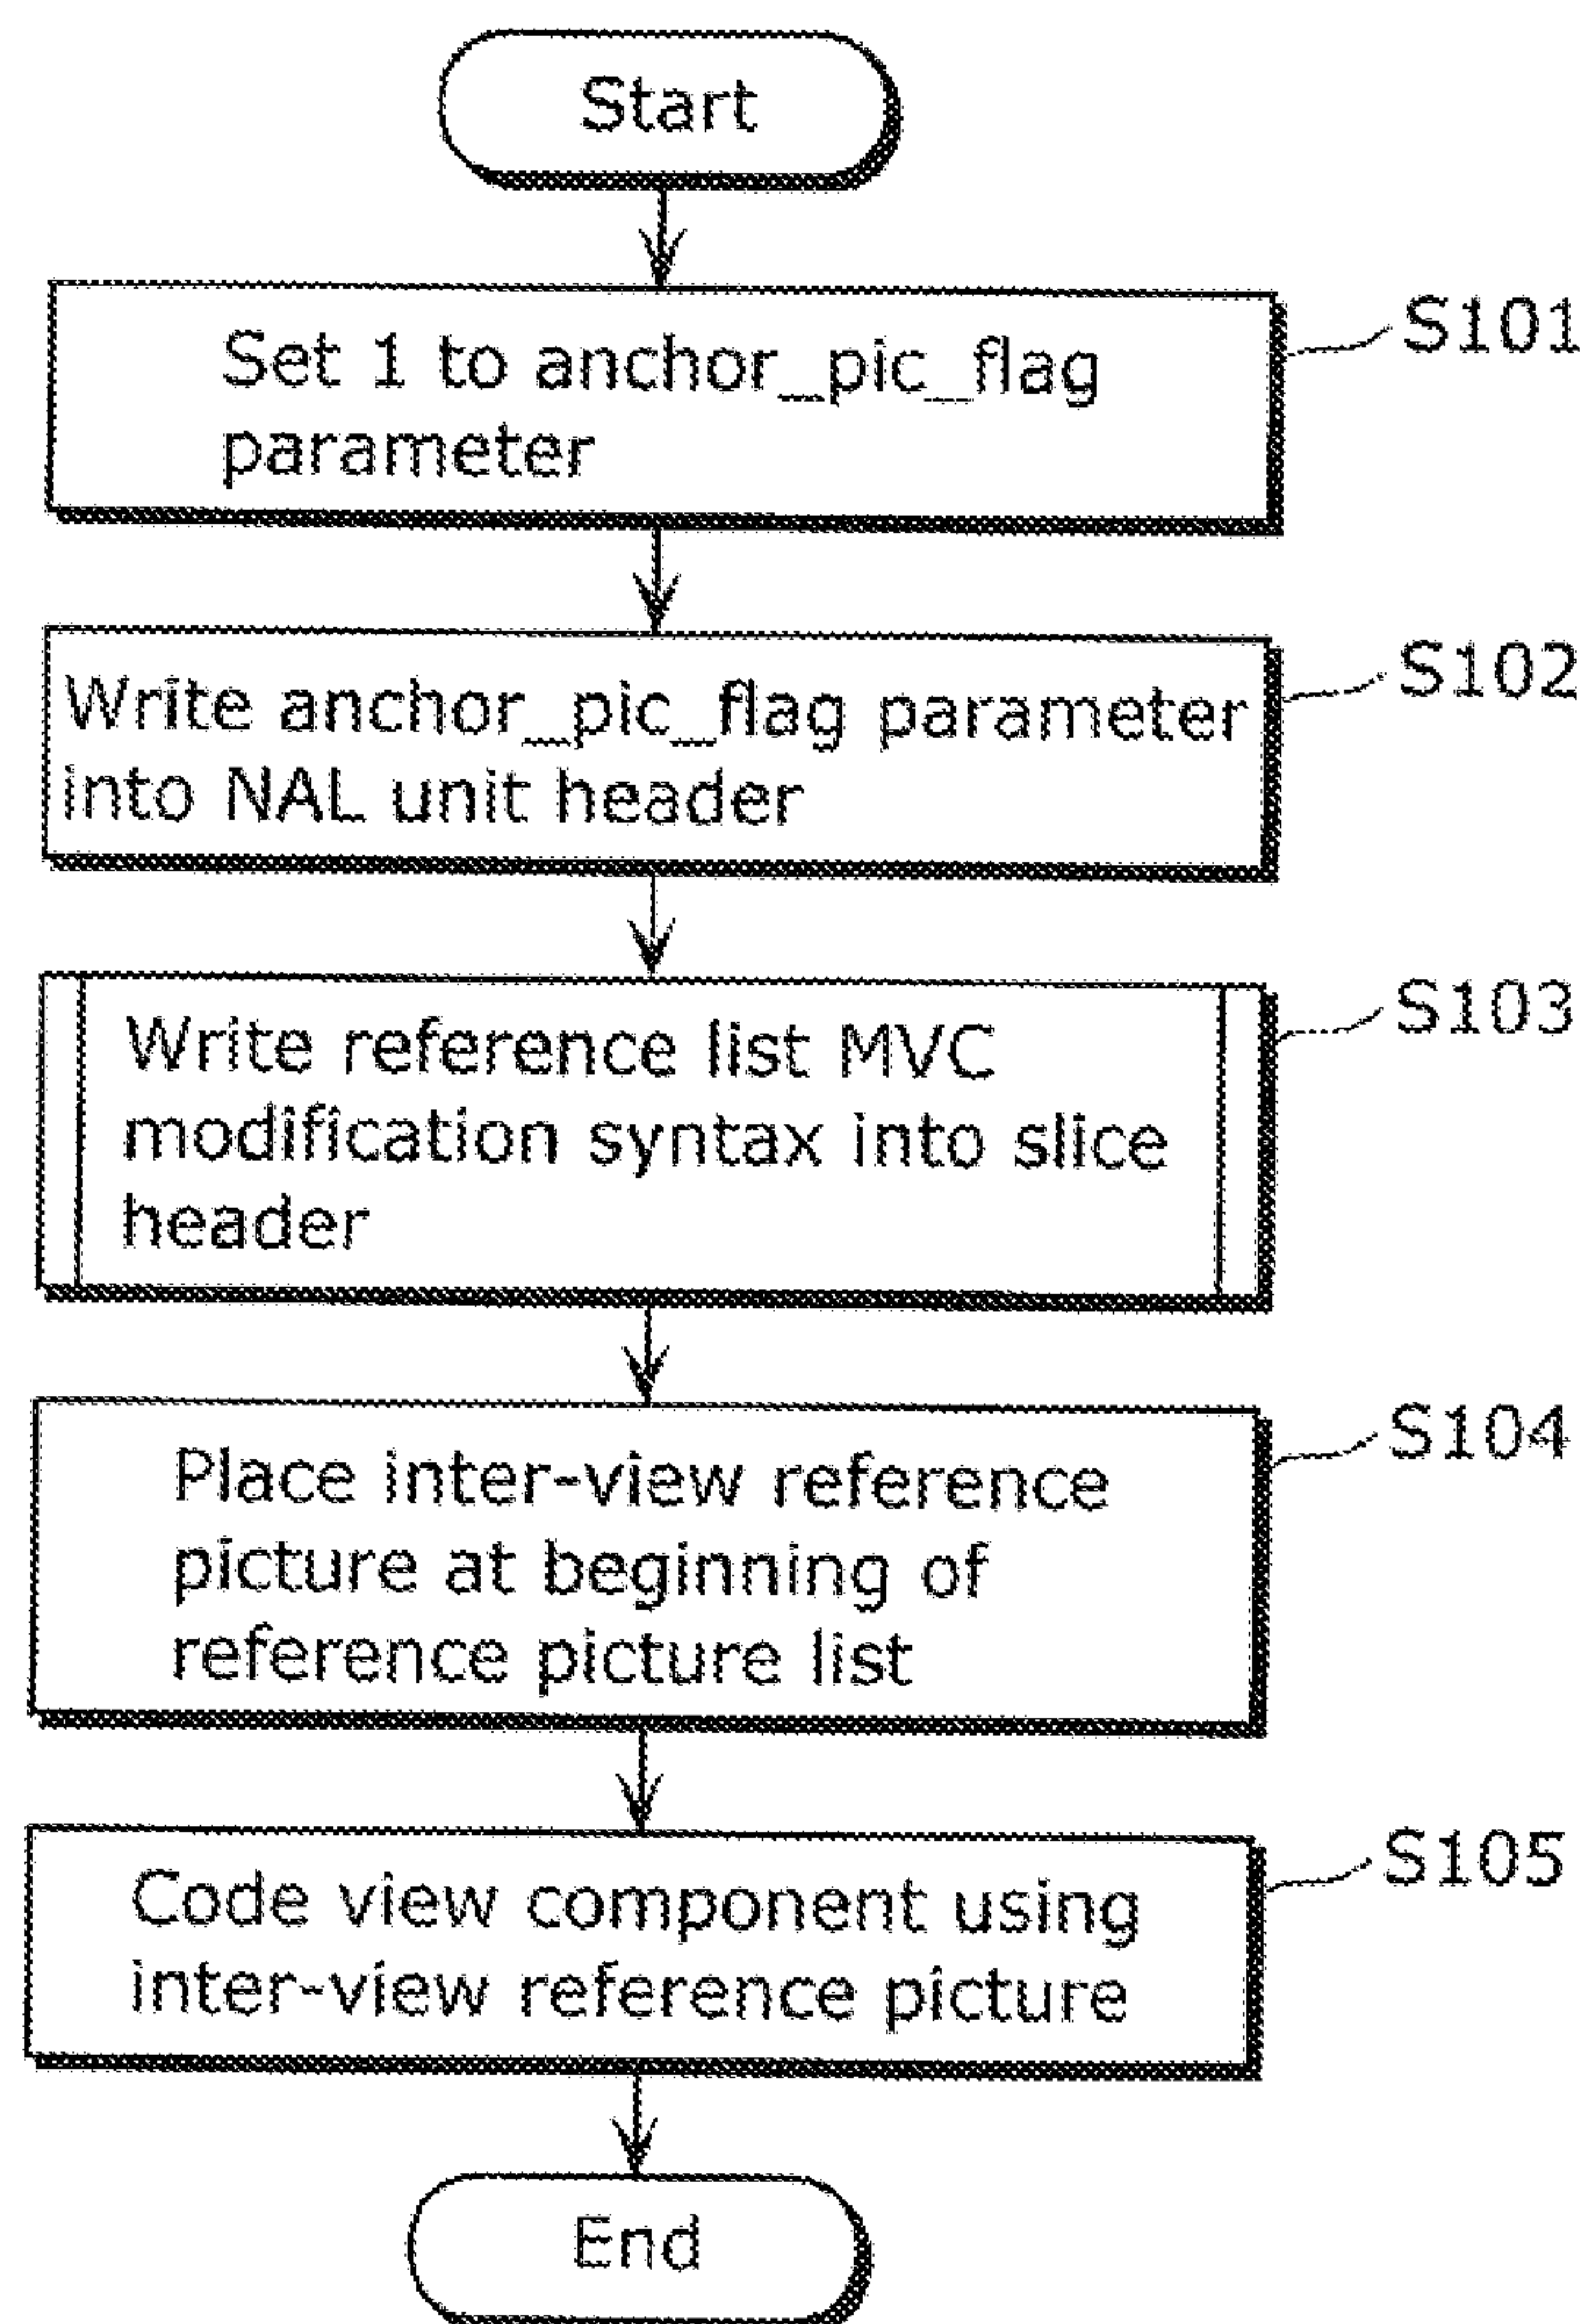 Start
Set 1 to anchor_pic_flag
parameter
S101
Write anchor_pic_flag parameter
into NAL unit header
S102
Write reference list MVC
modification syntax into slice
header
S103
Place inter-view reference
picture at beginning of
reference picture list
S104
Code view component using
inter-view reference picture
S105
End